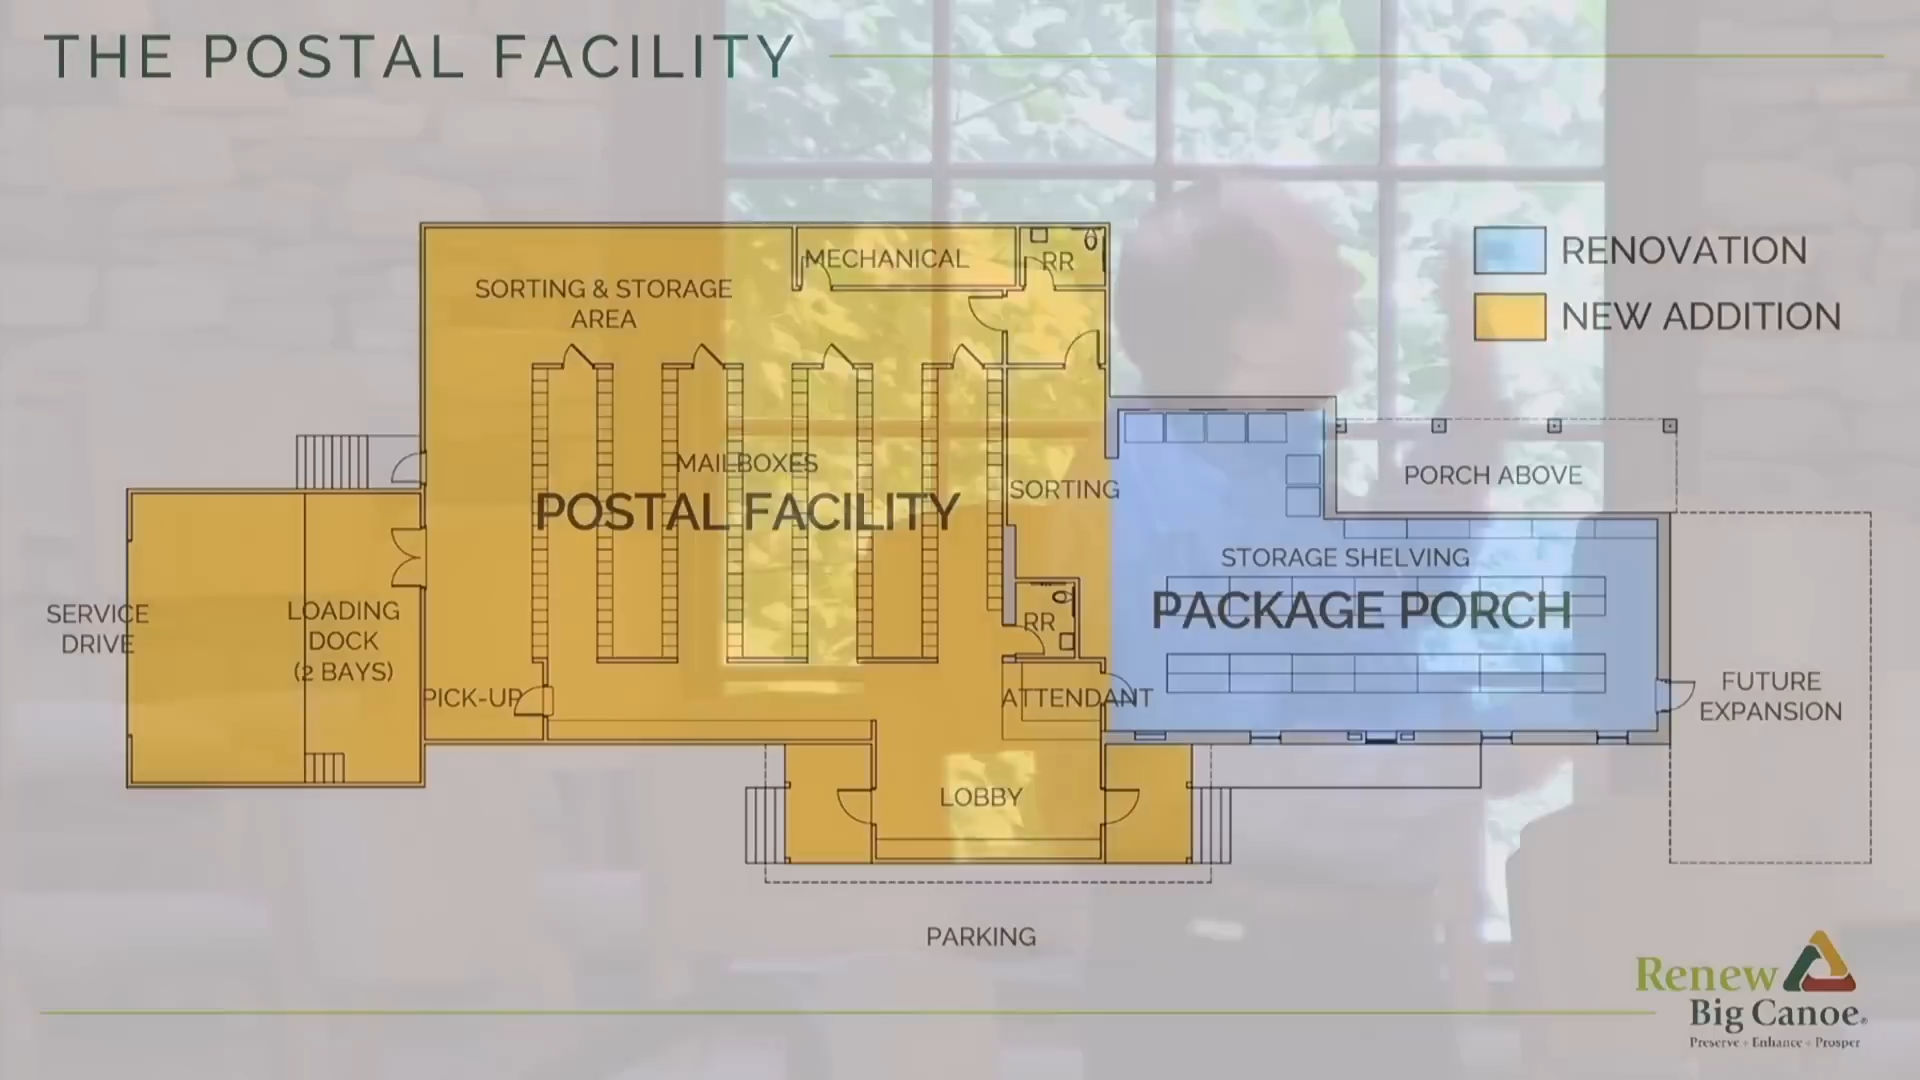 THE POSTAL FACILITY
RENOVATION
NEW ADDITION
MECHANICAL
RR
SORTING & STORAGE
AREA
MAILBOXES
POSTAL FACILITY
SORTING
PORCH ABOVE
STORAGE SHELVING
PACKAGE PORCH
SERVICE
DRIVE
LOADING
DOCK
(2 BAYS)
RR
PICK-UP
ATTENDANT
FUTURE
EXPANSION
LOBBY
PARKING
Renew
Big Canoe®
Preserve - Enhance - Prosper